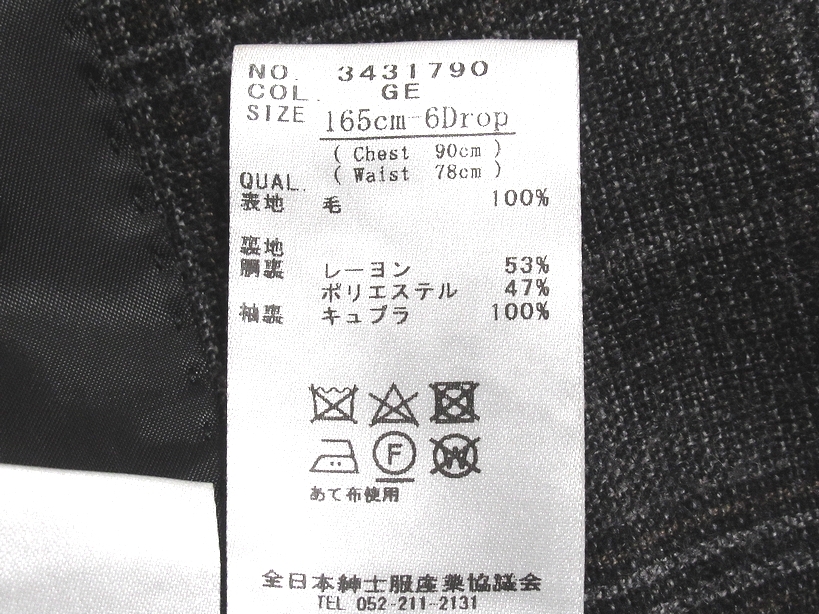 NO. 3431790
COL. GE
SIZE 165cm-6Drop
( Chest 90cm )
( Waist 78cm )
QUAL.
表地 毛 100%
裏地
胴裏 レーヨン 53%
ポリエステル 47%
袖裏 キュプラ 100%
F W
あて布使用
全日本紳士服産業協議会
TEL 052-211-2131